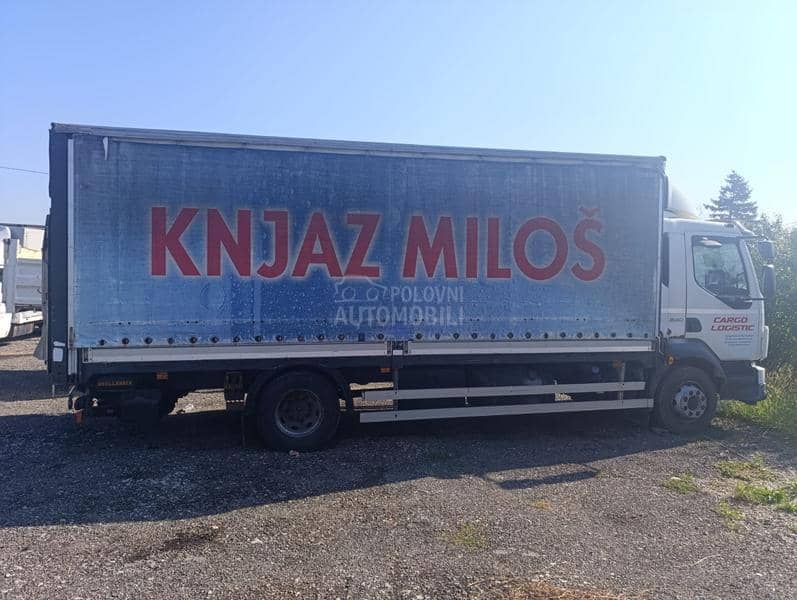 KNJAZ MILOŠ
POLOVNI
AUTOMOBILI
CARGO
LOGISTIC